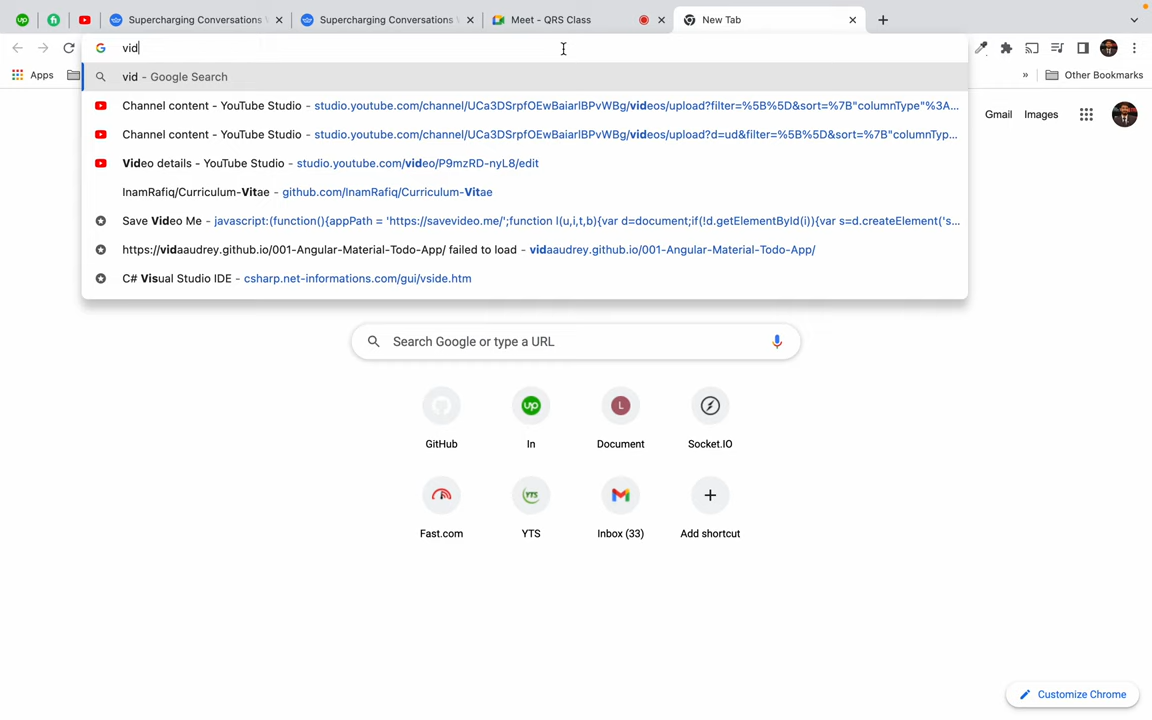 Supercharging Conversations
Supercharging Conversations
Meet - QRS Class
New Tab
vid
Apps
»
Other Bookmarks
vid - Google Search
Channel content - YouTube Studio - studio.youtube.com/channel/UCa3DSrpfOEwBaiarlBPvWBg/videos/upload?filter=%5B%5D&sort=%7B"columnType"%3A...
Channel content - YouTube Studio - studio.youtube.com/channel/UCa3DSrpfOEwBaiarlBPvWBg/videos/upload?d=ud&filter=%5B%5D&sort=%7B"columnTyp...
Video details - YouTube Studio - studio.youtube.com/video/P9mzRD-nyL8/edit
InamRafiq/Curriculum-Vitae - github.com/InamRafiq/Curriculum-Vitae
Save Video Me - javascript:(function(){appPath = 'https://savevideo.me/';function l(u,i,t,b){var d=document;if(!d.getElementById(i)){var s=d.createElement('s...
https://vidaaudrey.github.io/001-Angular-Material-Todo-App/ failed to load - vidaaudrey.github.io/001-Angular-Material-Todo-App/
C# Visual Studio IDE - csharp.net-informations.com/gui/vside.htm
Gmail Images
Search Google or type a URL
GitHub
In
Document
Socket.IO
Fast.com
YTS
Inbox (33)
Add shortcut
Customize Chrome